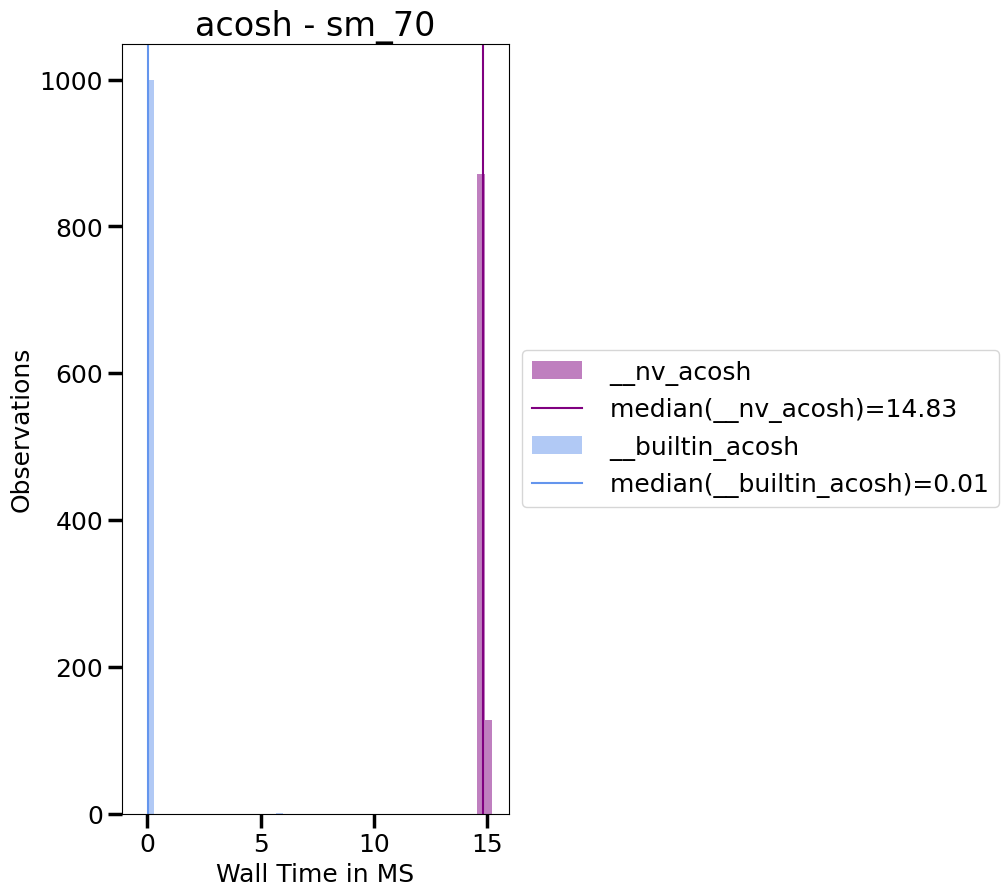 acosh - sm_70
1000
800
600
400
200
0
Observations
0 5 10 15
Wall Time in MS
__nv_acosh
median(__nv_acosh)=14.83
__builtin_acosh
median(__builtin_acosh)=0.01